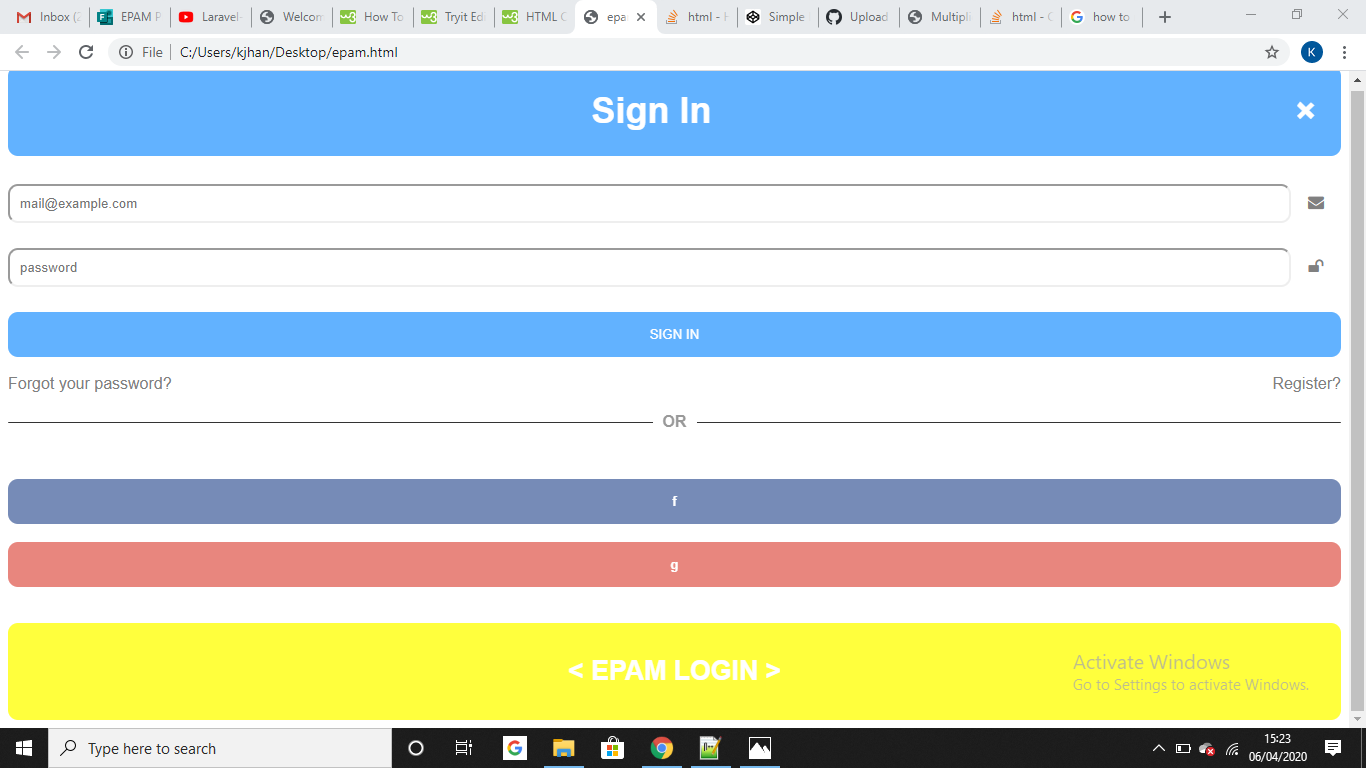 Inbox (2
EPAM P
Laravel-
Welcom
How To
Tryit Edi
HTML C
epa
html - H
Simple
Upload
Multipli
html - C
how to
File
C:/Users/kjhan/Desktop/epam.html
K
Sign In
mail@example.com
password
SIGN IN
Forgot your password? Register?
OR
f
g
< EPAM LOGIN >
Activate Windows
Go to Settings to activate Windows.
Type here to search
15:23
06/04/2020